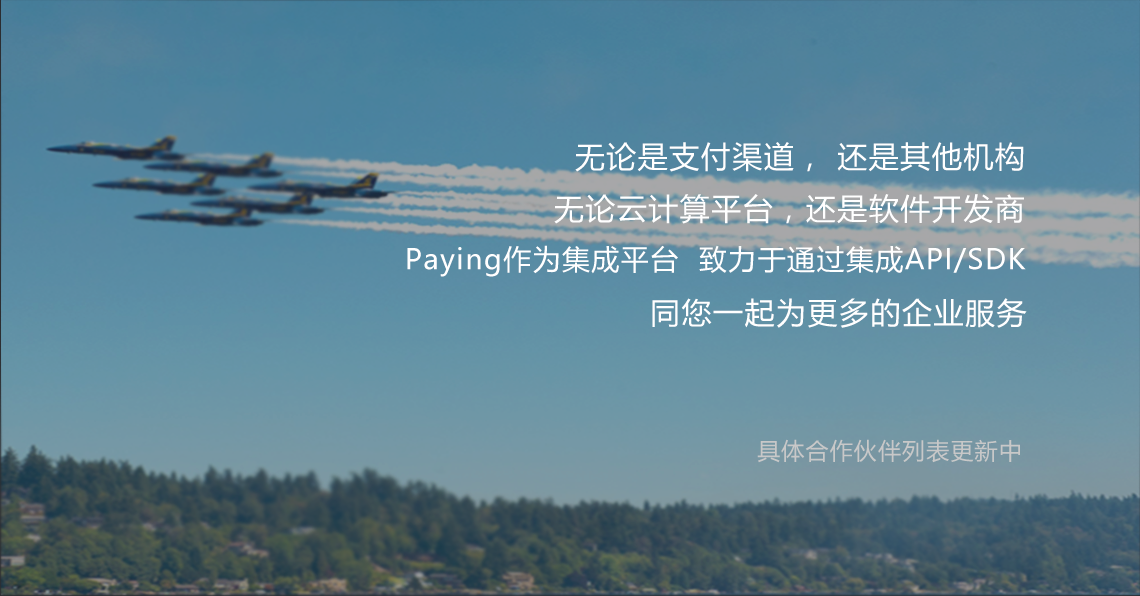 无论是支付渠道， 还是其他机构
无论云计算平台，还是软件开发商
Paying作为集成平台 致力于通过集成API/SDK
同您一起为更多的企业服务
具体合作伙伴列表更新中